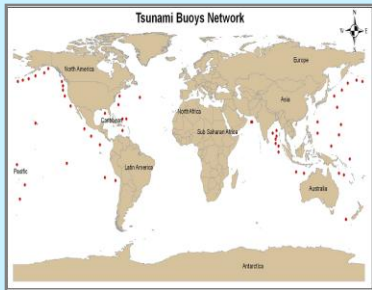 Tsunami Buoys Network
N
W
E
S
North America
Europe
Asia
North Africa
Caribbean
Sub Saharan Africa
Pacific
Latin America
Australia
Antarctica